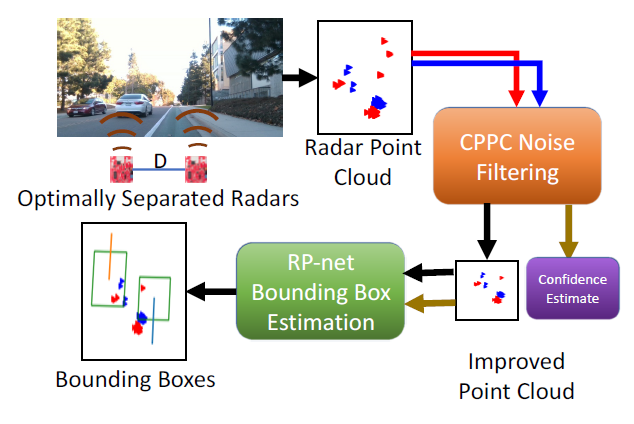 D
Optimally Separated Radars
Radar Point
Cloud
CPPC Noise
Filtering
Confidence
Estimate
Improved
Point Cloud
RP-net
Bounding Box
Estimation
Bounding Boxes